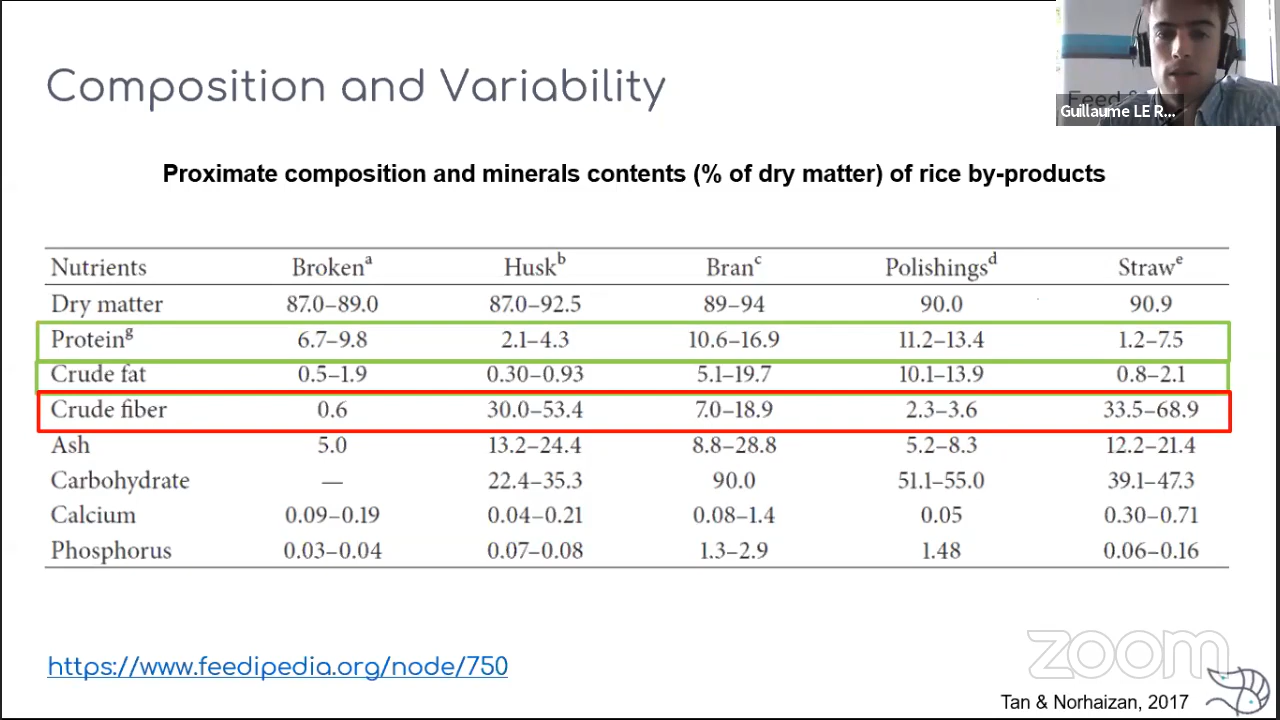 Composition and Variability
Feed
Guillaume LE R...
Proximate composition and minerals contents (% of dry matter) of rice by-products
Nutrients Brokenᵃ Huskᵇ Branᶜ Polishingsᵈ Strawᵉ
Dry matter 87.0–89.0 87.0–92.5 89–94 90.0 90.9
Proteinᵍ 6.7–9.8 2.1–4.3 10.6–16.9 11.2–13.4 1.2–7.5
Crude fat 0.5–1.9 0.30–0.93 5.1–19.7 10.1–13.9 0.8–2.1
Crude fiber 0.6 30.0–53.4 7.0–18.9 2.3–3.6 33.5–68.9
Ash 5.0 13.2–24.4 8.8–28.8 5.2–8.3 12.2–21.4
Carbohydrate — 22.4–35.3 90.0 51.1–55.0 39.1–47.3
Calcium 0.09–0.19 0.04–0.21 0.08–1.4 0.05 0.30–0.71
Phosphorus 0.03–0.04 0.07–0.08 1.3–2.9 1.48 0.06–0.16
https://www.feedipedia.org/node/750
zoom
Tan & Norhaizan, 2017